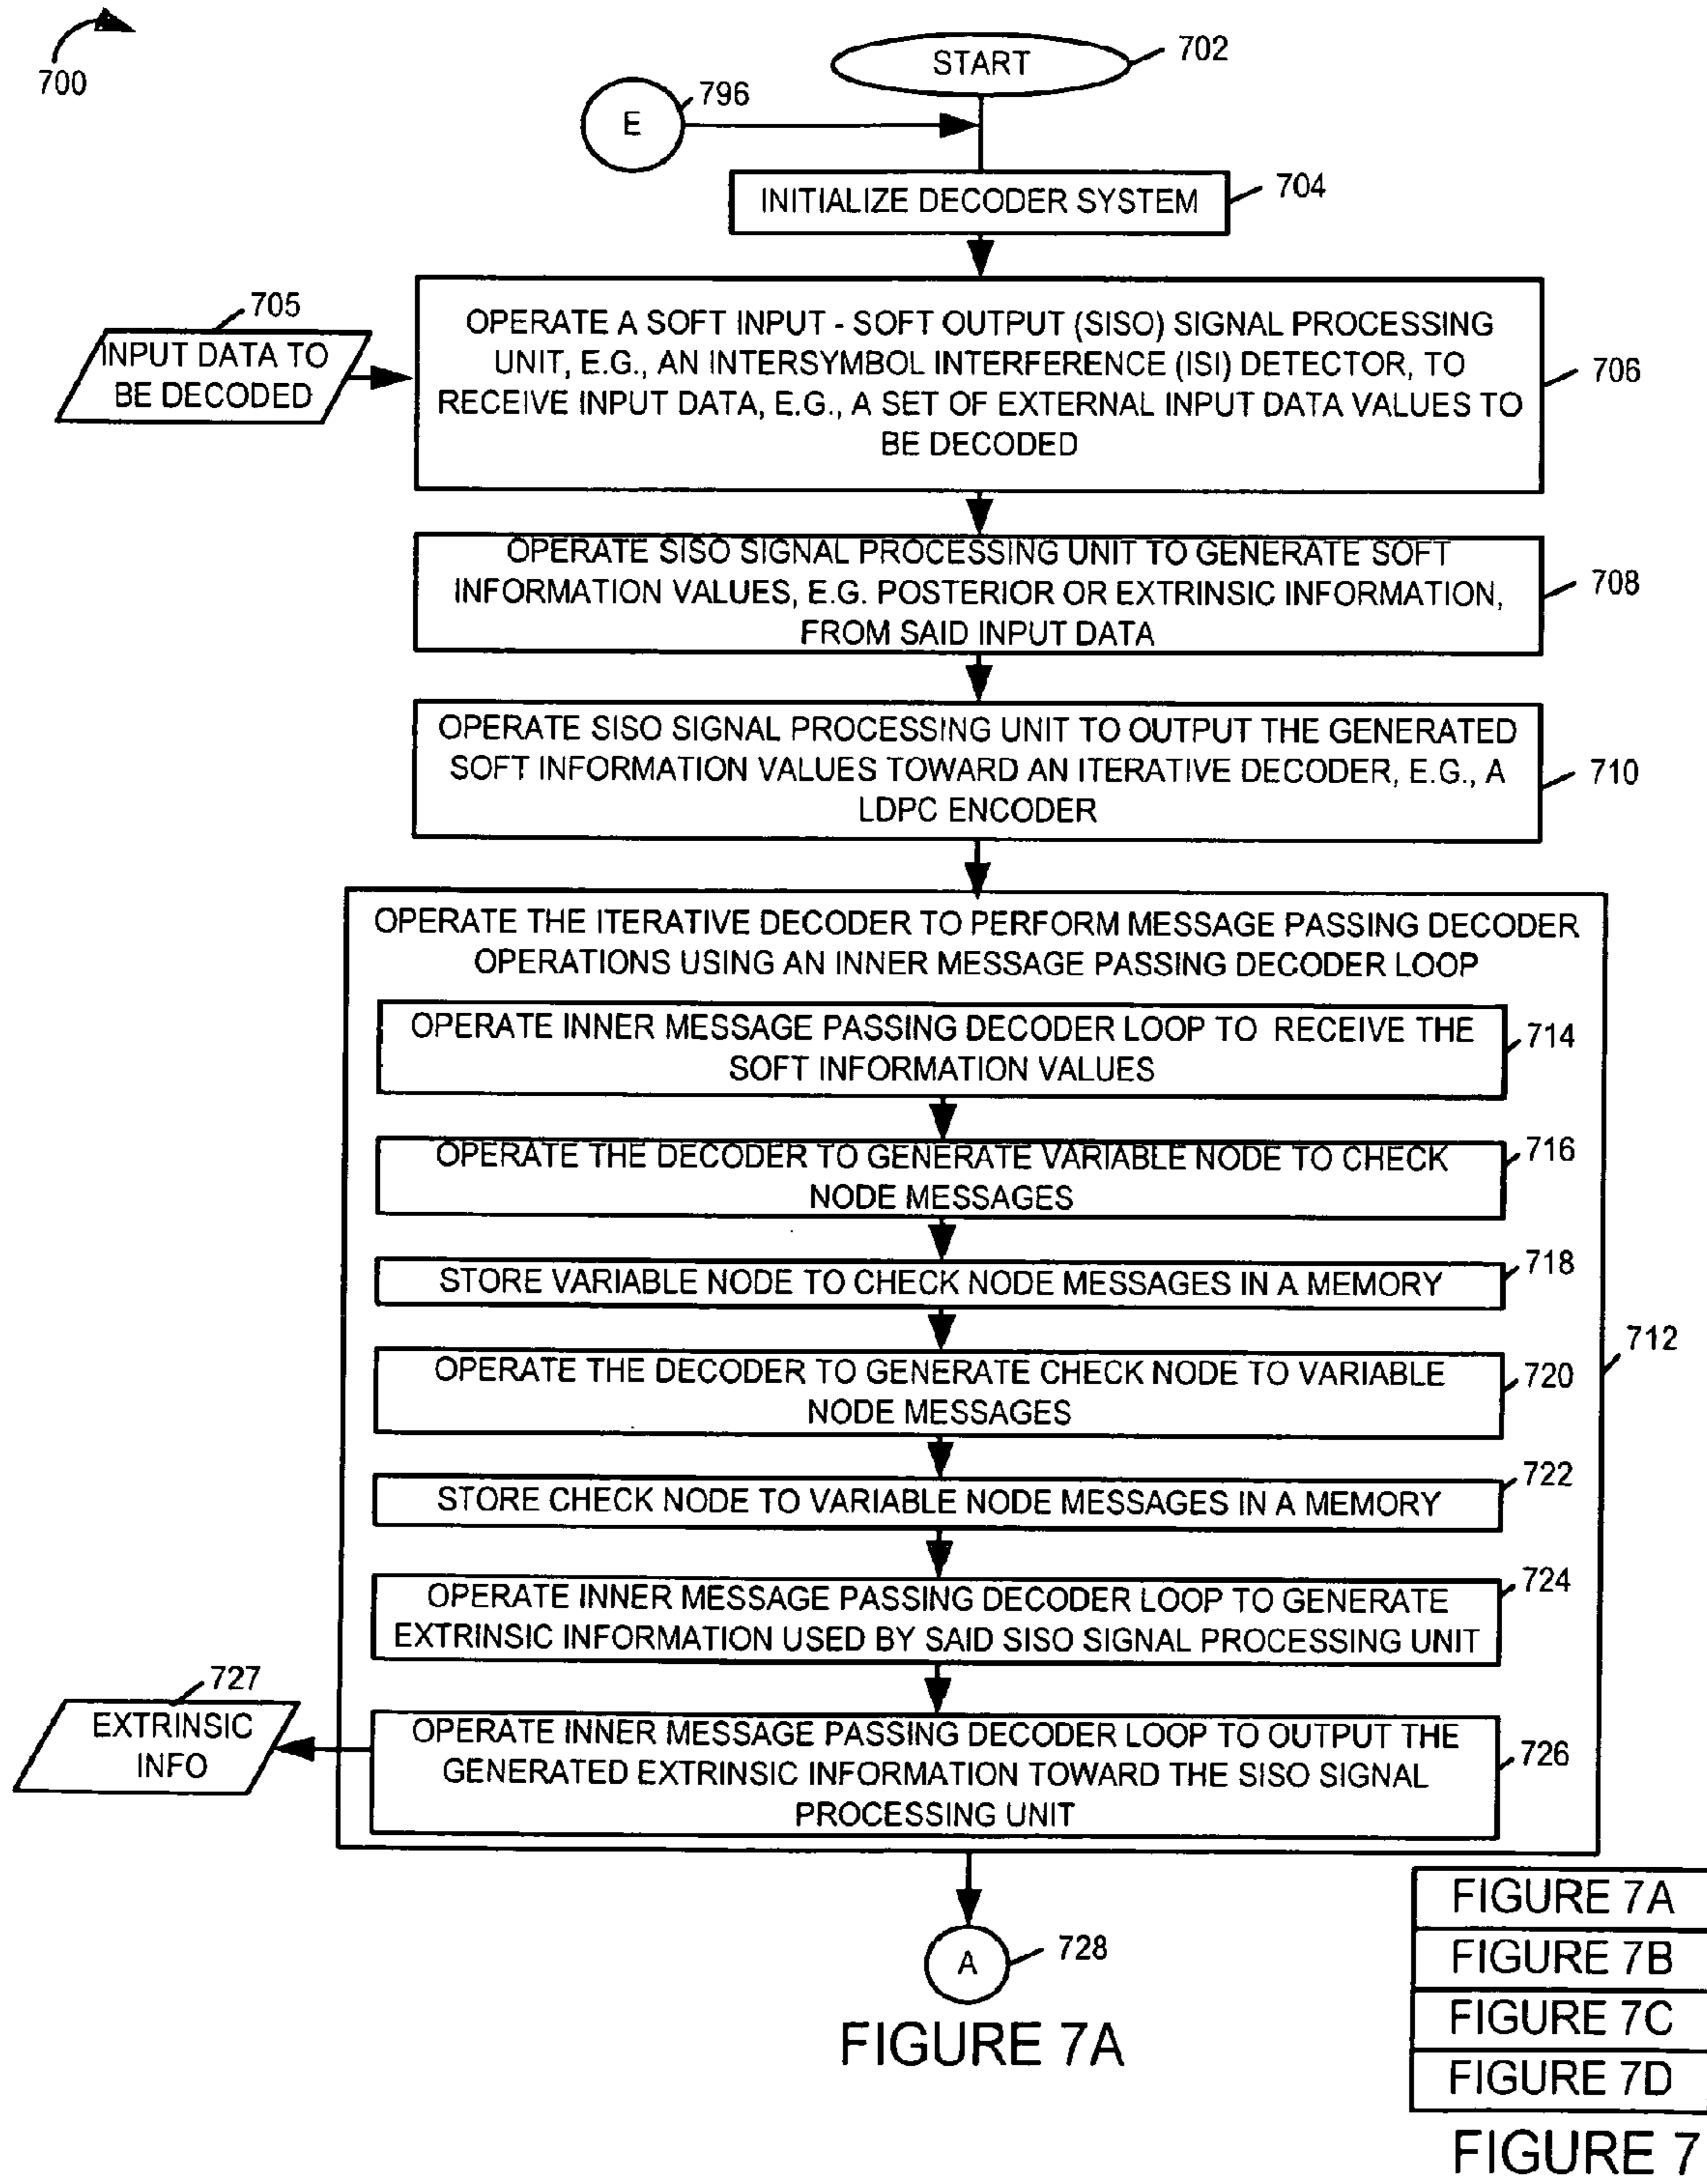 700
START
702
E
796
INITIALIZE DECODER SYSTEM
704
705
INPUT DATA TO
BE DECODED
OPERATE A SOFT INPUT - SOFT OUTPUT (SISO) SIGNAL PROCESSING
UNIT, E.G., AN INTERSYMBOL INTERFERENCE (ISI) DETECTOR, TO
RECEIVE INPUT DATA, E.G., A SET OF EXTERNAL INPUT DATA VALUES TO
BE DECODED
706
OPERATE SISO SIGNAL PROCESSING UNIT TO GENERATE SOFT
INFORMATION VALUES, E.G. POSTERIOR OR EXTRINSIC INFORMATION,
FROM SAID INPUT DATA
708
OPERATE SISO SIGNAL PROCESSING UNIT TO OUTPUT THE GENERATED
SOFT INFORMATION VALUES TOWARD AN ITERATIVE DECODER, E.G., A
LDPC ENCODER
710
OPERATE THE ITERATIVE DECODER TO PERFORM MESSAGE PASSING DECODER
OPERATIONS USING AN INNER MESSAGE PASSING DECODER LOOP
OPERATE INNER MESSAGE PASSING DECODER LOOP TO RECEIVE THE
SOFT INFORMATION VALUES
714
OPERATE THE DECODER TO GENERATE VARIABLE NODE TO CHECK
NODE MESSAGES
716
STORE VARIABLE NODE TO CHECK NODE MESSAGES IN A MEMORY
718
712
OPERATE THE DECODER TO GENERATE CHECK NODE TO VARIABLE
NODE MESSAGES
720
STORE CHECK NODE TO VARIABLE NODE MESSAGES IN A MEMORY
722
OPERATE INNER MESSAGE PASSING DECODER LOOP TO GENERATE
EXTRINSIC INFORMATION USED BY SAID SISO SIGNAL PROCESSING UNIT
724
727
EXTRINSIC
INFO
OPERATE INNER MESSAGE PASSING DECODER LOOP TO OUTPUT THE
GENERATED EXTRINSIC INFORMATION TOWARD THE SISO SIGNAL
PROCESSING UNIT
726
A
728
FIGURE 7A
FIGURE 7A
FIGURE 7B
FIGURE 7C
FIGURE 7D
FIGURE 7